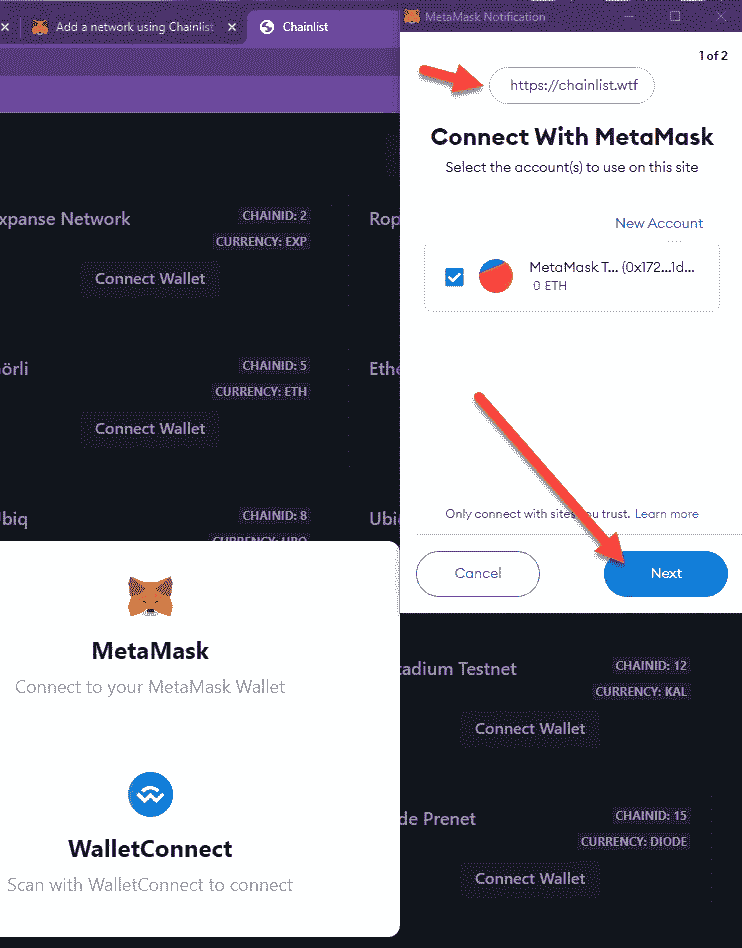 Add a network using Chainlist
Chainlist
MetaMask Notification
1 of 2
https://chainlist.wtf
Connect With MetaMask
Select the account(s) to use on this site
New Account
MetaMask T... (0x172...1d...
0 ETH
Only connect with sites you trust. Learn more
Cancel
Next
xpanse Network
CHAINID: 2
CURRENCY: EXP
Connect Wallet
Rop
örli
CHAINID: 5
CURRENCY: ETH
Connect Wallet
Ethe
Ubiq
CHAINID: 8
CURRENCY: UBQ
Ubiq
MetaMask
Connect to your MetaMask Wallet
WalletConnect
Scan with WalletConnect to connect
tadium Testnet
CHAINID: 12
CURRENCY: KAL
Connect Wallet
de Prenet
CHAINID: 15
CURRENCY: DIODE
Connect Wallet